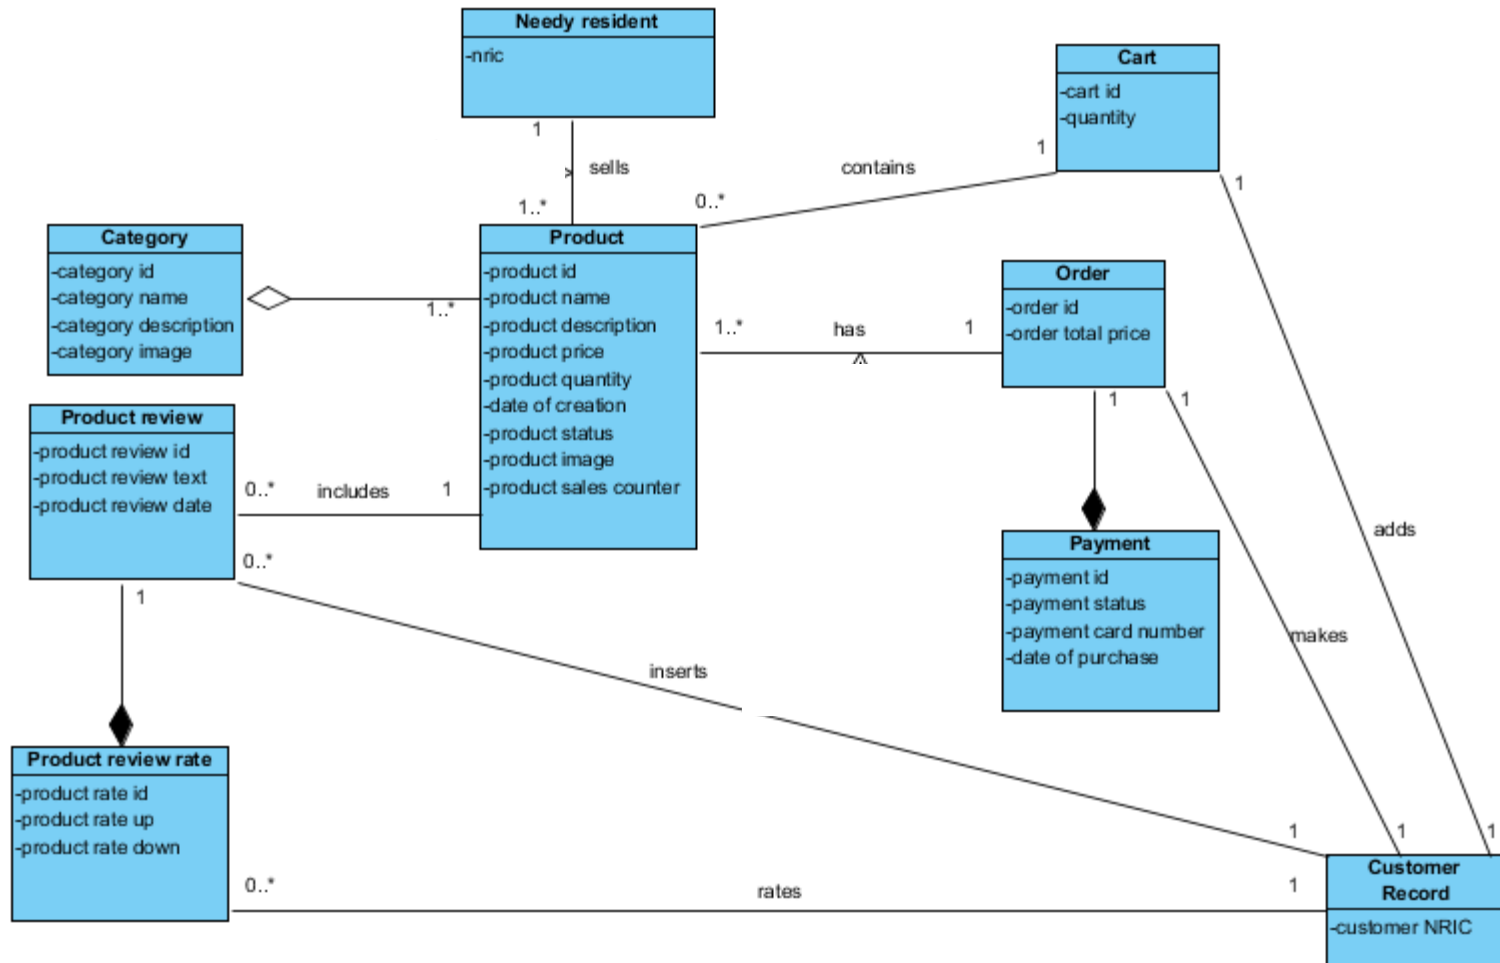 Needy resident
-nric
1
sells
1..*
Cart
-cart id
-quantity
1
contains
0..*
1
Category
-category id
-category name
-category description
-category image
1..*
Product
-product id
-product name
-product description
-product price
-product quantity
-date of creation
-product status
-product image
-product sales counter
1..*
has
1
Order
-order id
-order total price
1
1
Product review
-product review id
-product review text
-product review date
0..*
includes
1
0..*
1
Payment
-payment id
-payment status
-payment card number
-date of purchase
adds
makes
inserts
Product review rate
-product rate id
-product rate up
-product rate down
0..*
rates
1
1
1
1
Customer
Record
-customer NRIC